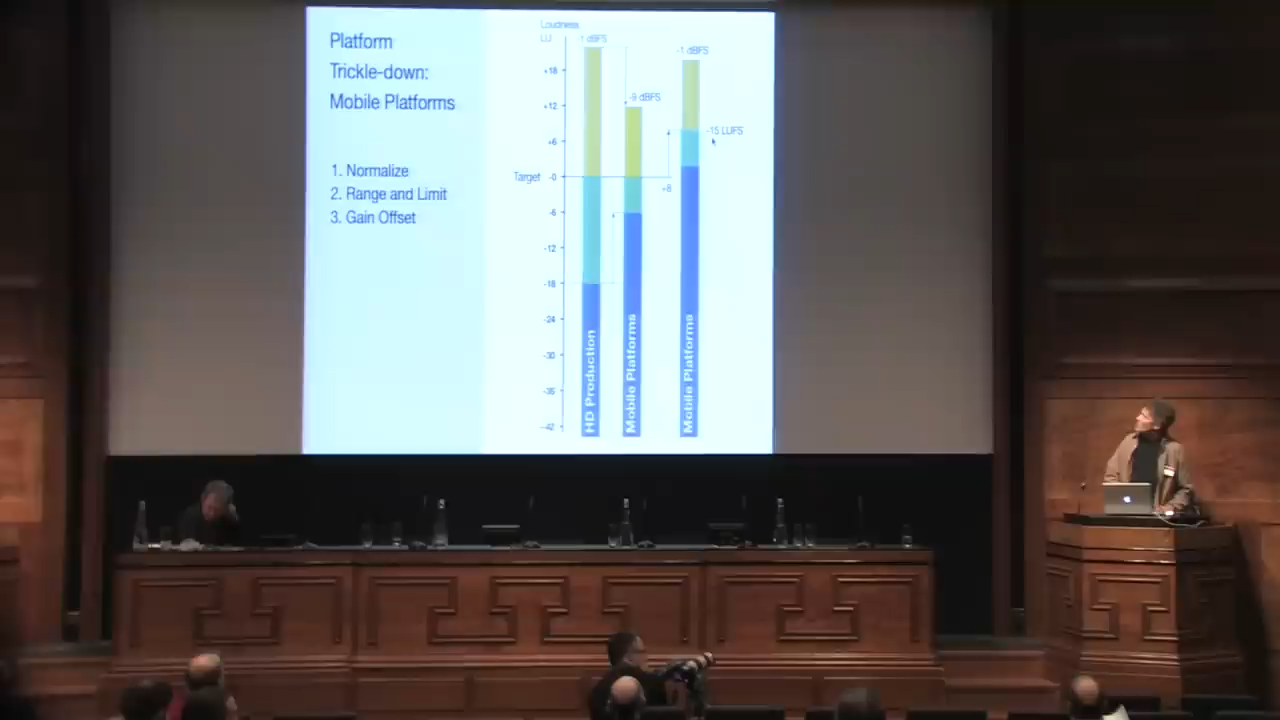 Platform
Trickle-down:
Mobile Platforms
1. Normalize
2. Range and Limit
3. Gain Offset
Loudness
LU
-1 dBFS
+18
+12
+6
Target -0
-6
-12
-18
-24
-30
-35
-42
-9 dBFS
+8
-1 dBFS
-15 LUFS
HD Production
Mobile Platforms
Mobile Platforms